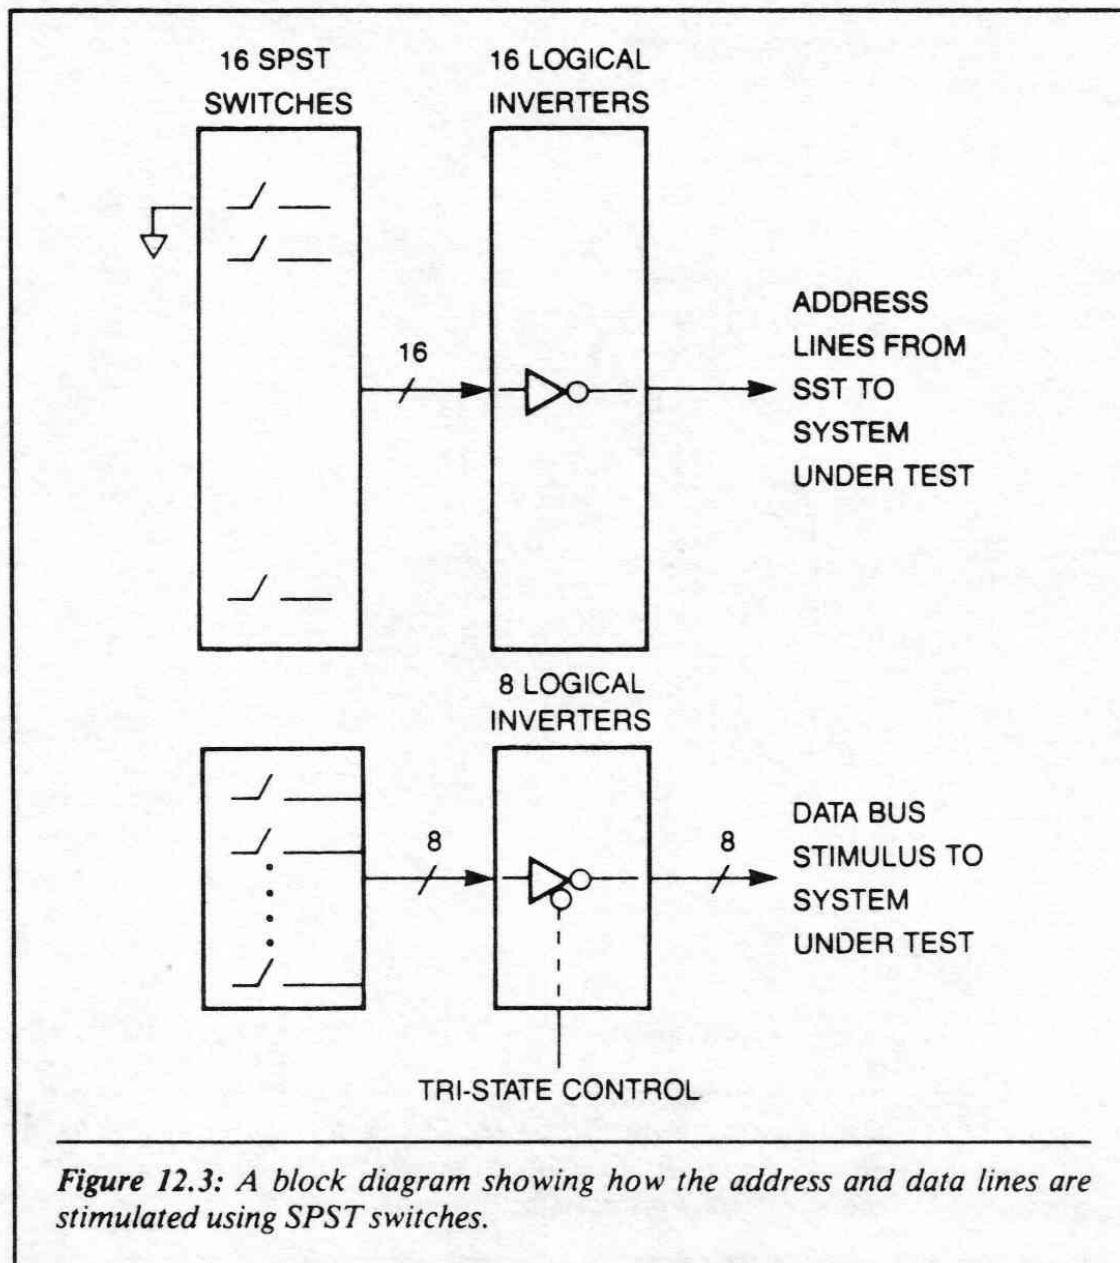 16 SPST
SWITCHES
16 LOGICAL
INVERTERS
16
ADDRESS
LINES FROM
SST TO
SYSTEM
UNDER TEST
8 LOGICAL
INVERTERS
8
8
DATA BUS
STIMULUS TO
SYSTEM
UNDER TEST
TRI-STATE CONTROL
Figure 12.3: A block diagram showing how the address and data lines are
stimulated using SPST switches.